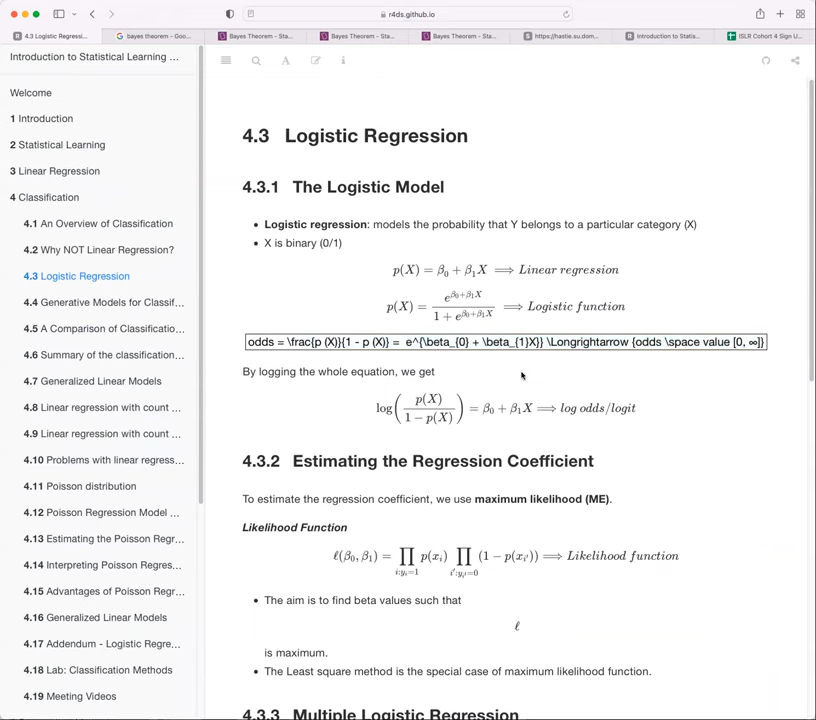 r4ds.github.io
4.3 Logistic Regressi...
bayes theorem - Goo...
Bayes Theorem - Sta...
Bayes Theorem - Sta...
Bayes Theorem - Sta...
https://hastie.su.dom...
Introduction to Statis...
ISLR Cohort 4 Sign U...
Introduction to Statistical Learning ...
Welcome
1 Introduction
2 Statistical Learning
3 Linear Regression
4 Classification
4.1 An Overview of Classification
4.2 Why NOT Linear Regression?
4.3 Logistic Regression
4.4 Generative Models for Classif...
4.5 A Comparison of Classificatio...
4.6 Summary of the classification...
4.7 Generalized Linear Models
4.8 Linear regression with count ...
4.9 Linear regression with count ...
4.10 Problems with linear regress...
4.11 Poisson distribution
4.12 Poisson Regression Model ...
4.13 Estimating the Poisson Regr...
4.14 Interpreting Poisson Regres...
4.15 Advantages of Poisson Regr...
4.16 Generalized Linear Models
4.17 Addendum - Logistic Regre...
4.18 Lab: Classification Methods
4.19 Meeting Videos
4.3 Logistic Regression
4.3.1 The Logistic Model
• Logistic regression: models the probability that Y belongs to a particular category (X)
• X is binary (0/1)
p(X) = β₀ + β₁X ⟹ Linear regression
p(X) = e^{β₀+β₁X} / (1 + e^{β₀+β₁X}) ⟹ Logistic function
odds = \frac{p (X)}{1 - p (X)} =  e^{\beta_{0} + \beta_{1}X}} \Longrightarrow {odds \space value [0, ∞]}
By logging the whole equation, we get
log( p(X) / (1 − p(X)) ) = β₀ + β₁X ⟹ log odds/logit
4.3.2 Estimating the Regression Coefficient
To estimate the regression coefficient, we use maximum likelihood (ME).
Likelihood Function
ℓ(β₀, β₁) = ∏_{i:y_i=1} p(x_i) ∏_{i′:y_i′=0} (1 − p(x_i′)) ⟹ Likelihood function
• The aim is to find beta values such that
ℓ
is maximum.
• The Least square method is the special case of maximum likelihood function.
4.3.3 Multiple Logistic Regression